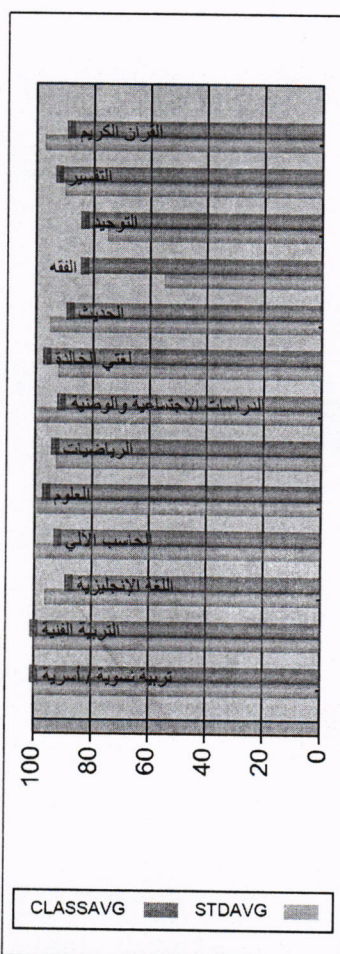 القرآن الكريم
التفسير
التوحيد
الفقه
الحديث
لغتي الخالدة
الدراسات الاجتماعية والوطنية
الرياضيات
العلوم
الحاسب الآلي
اللغة الإنجليزية
التربية الفنية
تربية نسوية / أسرية
100
80
60
40
20
0
CLASSAVG STDAVG